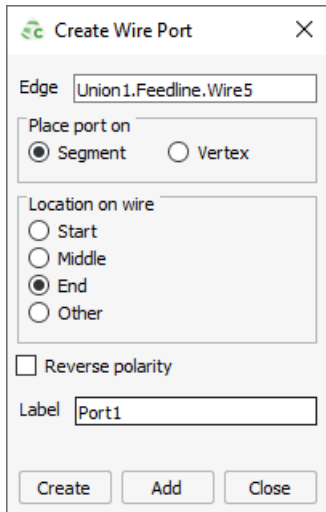 Create Wire Port
Edge Union1.Feedline.Wire5
Place port on
Segment Vertex
Location on wire
Start
Middle
End
Other
Reverse polarity
Label Port1
Create Add Close